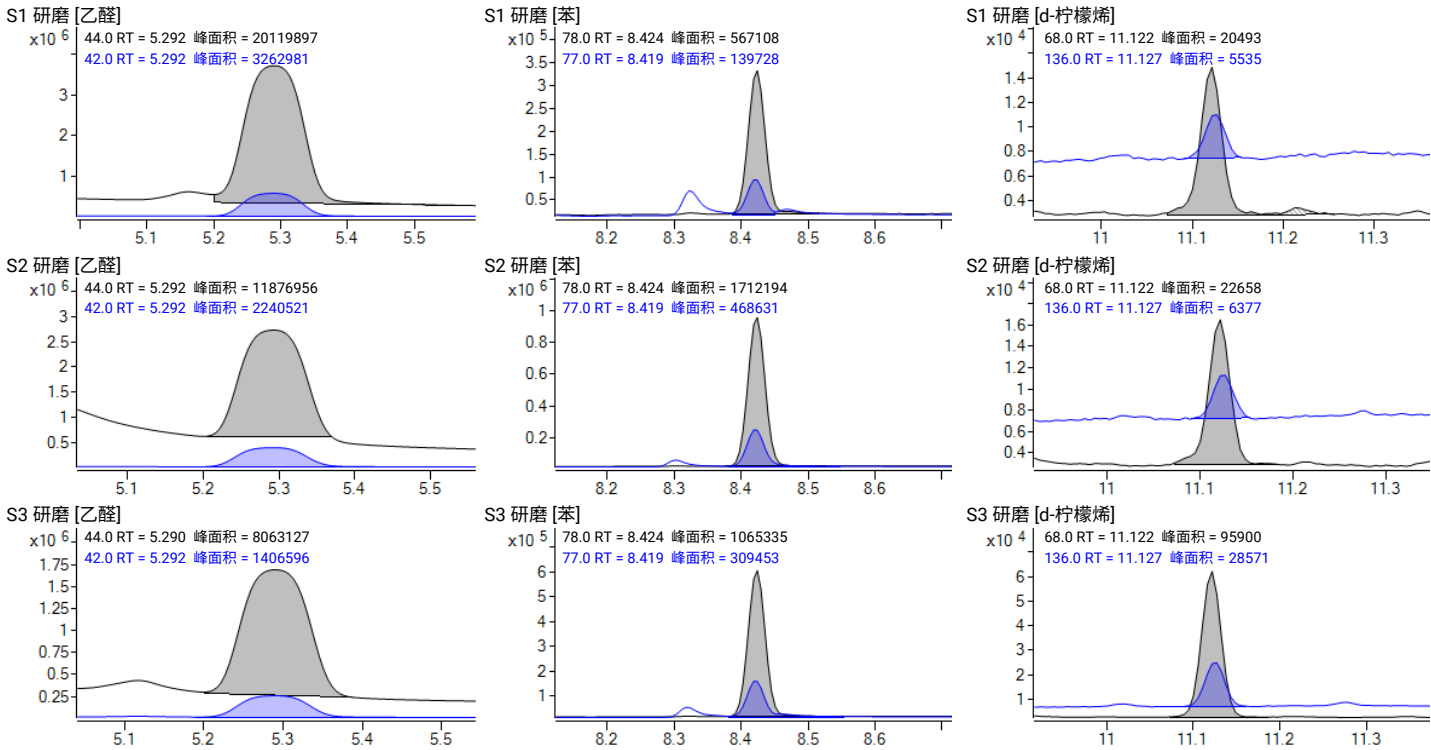 S1 研磨 [乙醛]
x10 6
44.0 RT = 5.292 峰面积 = 20119897
42.0 RT = 5.292 峰面积 = 3262981
3
2
1
5.1 5.2 5.3 5.4 5.5
S1 研磨 [苯]
x10 5
78.0 RT = 8.424 峰面积 = 567108
77.0 RT = 8.419 峰面积 = 139728
3.5
3
2.5
2
1.5
1
0.5
8.2 8.3 8.4 8.5 8.6
S1 研磨 [d-柠檬烯]
x10 4
68.0 RT = 11.122 峰面积 = 20493
136.0 RT = 11.127 峰面积 = 5535
1.4
1.2
1
0.8
0.6
0.4
11 11.1 11.2 11.3
S2 研磨 [乙醛]
x10 6
44.0 RT = 5.292 峰面积 = 11876956
42.0 RT = 5.292 峰面积 = 2240521
3
2.5
2
1.5
1
0.5
5.1 5.2 5.3 5.4 5.5
S2 研磨 [苯]
x10 6
78.0 RT = 8.424 峰面积 = 1712194
77.0 RT = 8.419 峰面积 = 468631
1
0.8
0.6
0.4
0.2
8.2 8.3 8.4 8.5 8.6
S2 研磨 [d-柠檬烯]
x10 4
68.0 RT = 11.122 峰面积 = 22658
136.0 RT = 11.127 峰面积 = 6377
1.6
1.4
1.2
1
0.8
0.6
0.4
11 11.1 11.2 11.3
S3 研磨 [乙醛]
x10 6
44.0 RT = 5.290 峰面积 = 8063127
42.0 RT = 5.292 峰面积 = 1406596
1.75
1.5
1.25
1
0.75
0.5
0.25
5.1 5.2 5.3 5.4 5.5
S3 研磨 [苯]
x10 5
78.0 RT = 8.424 峰面积 = 1065335
77.0 RT = 8.419 峰面积 = 309453
6
5
4
3
2
1
8.2 8.3 8.4 8.5 8.6
S3 研磨 [d-柠檬烯]
x10 4
68.0 RT = 11.122 峰面积 = 95900
136.0 RT = 11.127 峰面积 = 28571
6
5
4
3
2
1
11 11.1 11.2 11.3